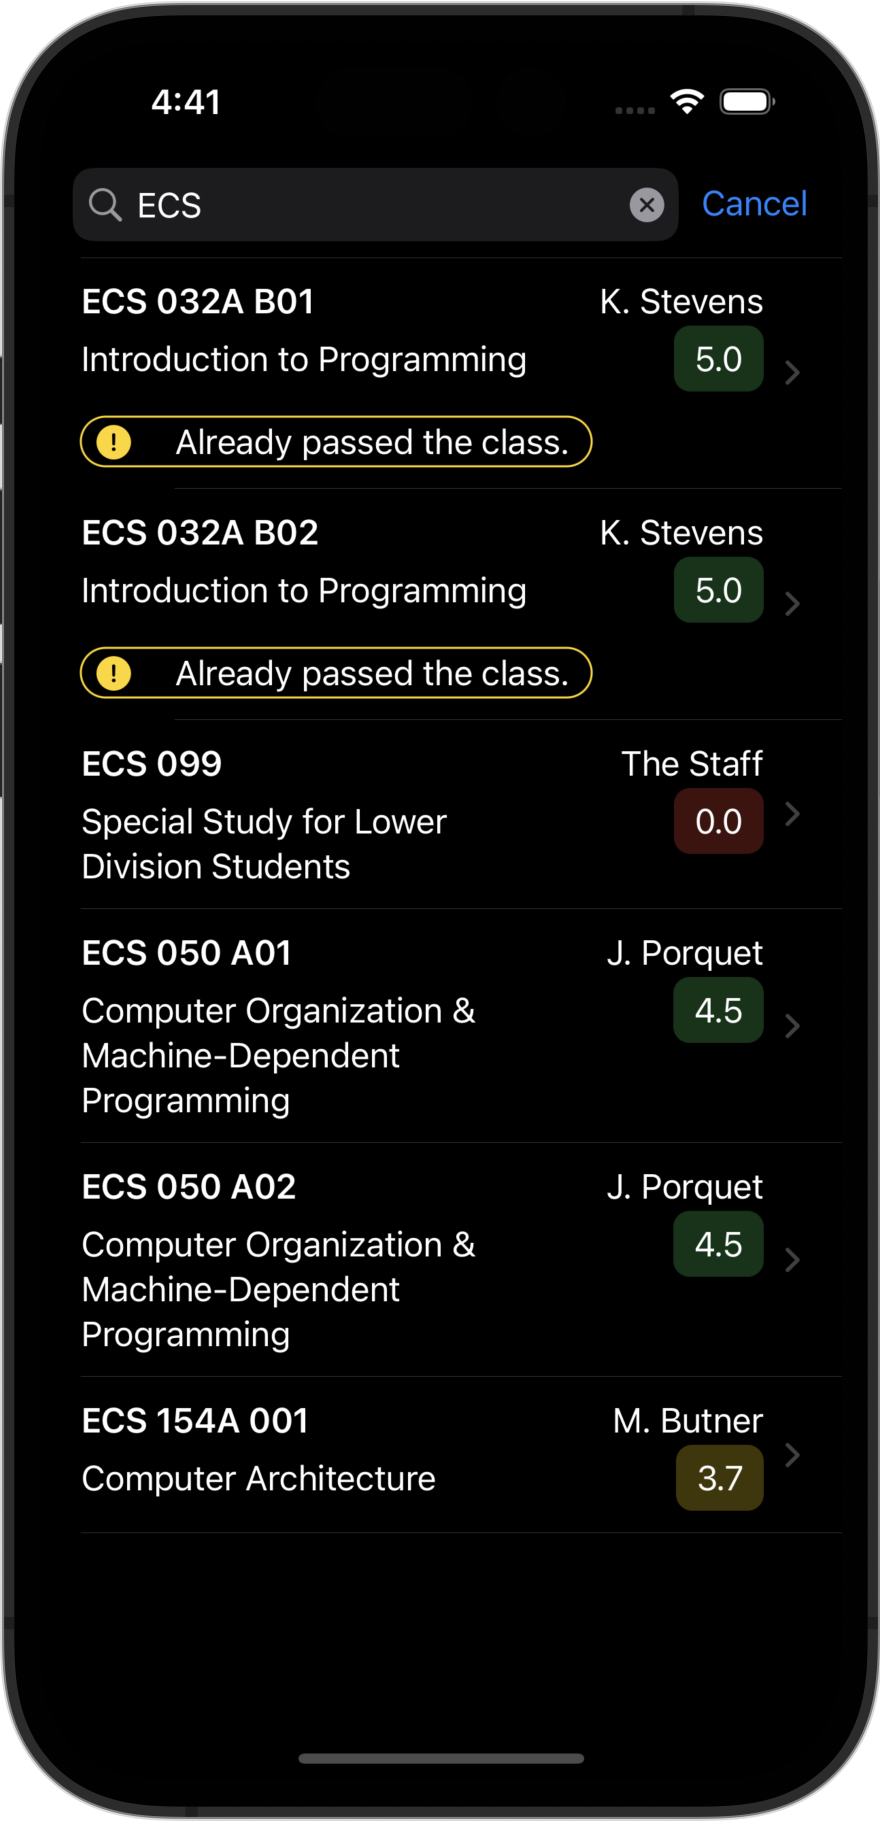 4:41
ECS
Cancel
ECS 032A B01
K. Stevens
Introduction to Programming
5.0
! Already passed the class.
ECS 032A B02
K. Stevens
Introduction to Programming
5.0
! Already passed the class.
ECS 099
The Staff
Special Study for Lower
0.0
Division Students
ECS 050 A01
J. Porquet
Computer Organization &
4.5
Machine-Dependent
Programming
ECS 050 A02
J. Porquet
Computer Organization &
4.5
Machine-Dependent
Programming
ECS 154A 001
M. Butner
Computer Architecture
3.7